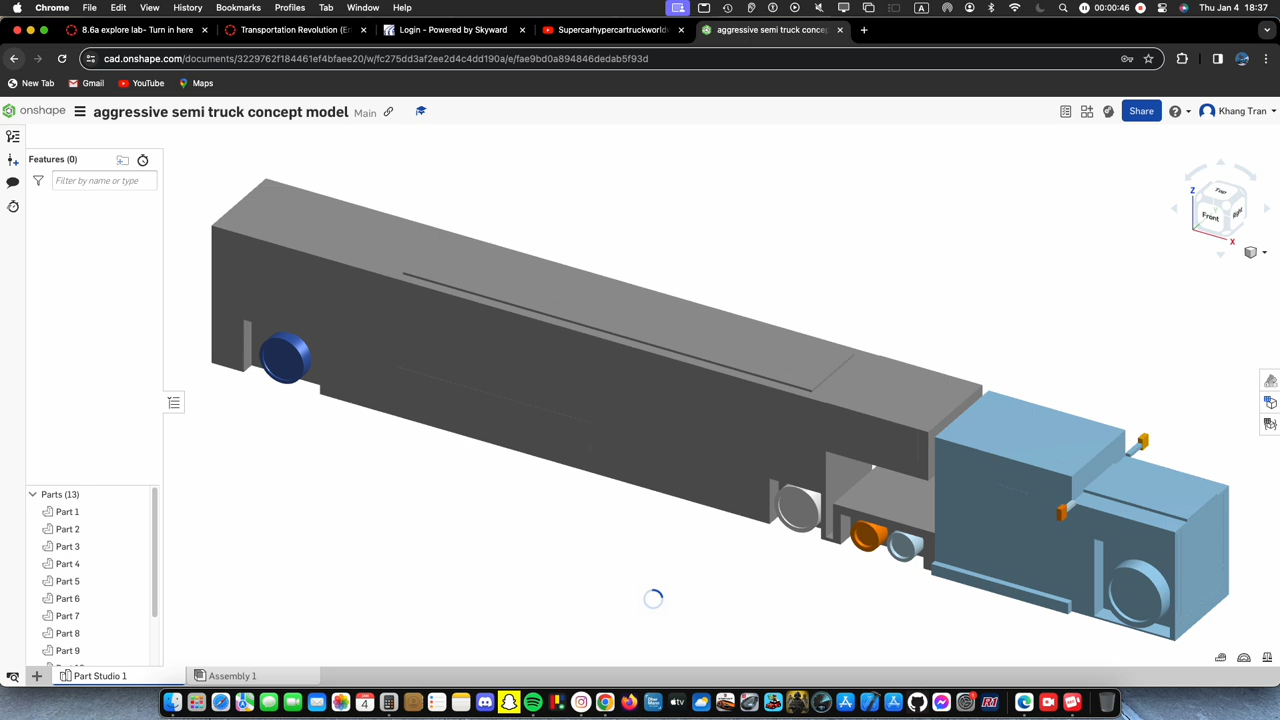 Chrome File Edit View History Bookmarks Profiles Tab Window Help 00:00:46 Thu Jan 4 18:37
8.6a explore lab- Turn in here Transportation Revolution (E Login - Powered by Skyward Supercarhypercartruckworld aggressive semi truck concep
cad.onshape.com/documents/3229762f184461ef4bfaee20/w/fc275dd3af2ee2d4c4dd190a/e/fae9bd0a894846dedab5f93d
New Tab Gmail YouTube Maps
onshape aggressive semi truck concept model Main Share Khang Tran
Features (0)
Filter by name or type
Top
Z
Front Right
X
Parts (13)
Part 1
Part 2
Part 3
Part 4
Part 5
Part 6
Part 7
Part 8
Part 9
Part Studio 1 Assembly 1